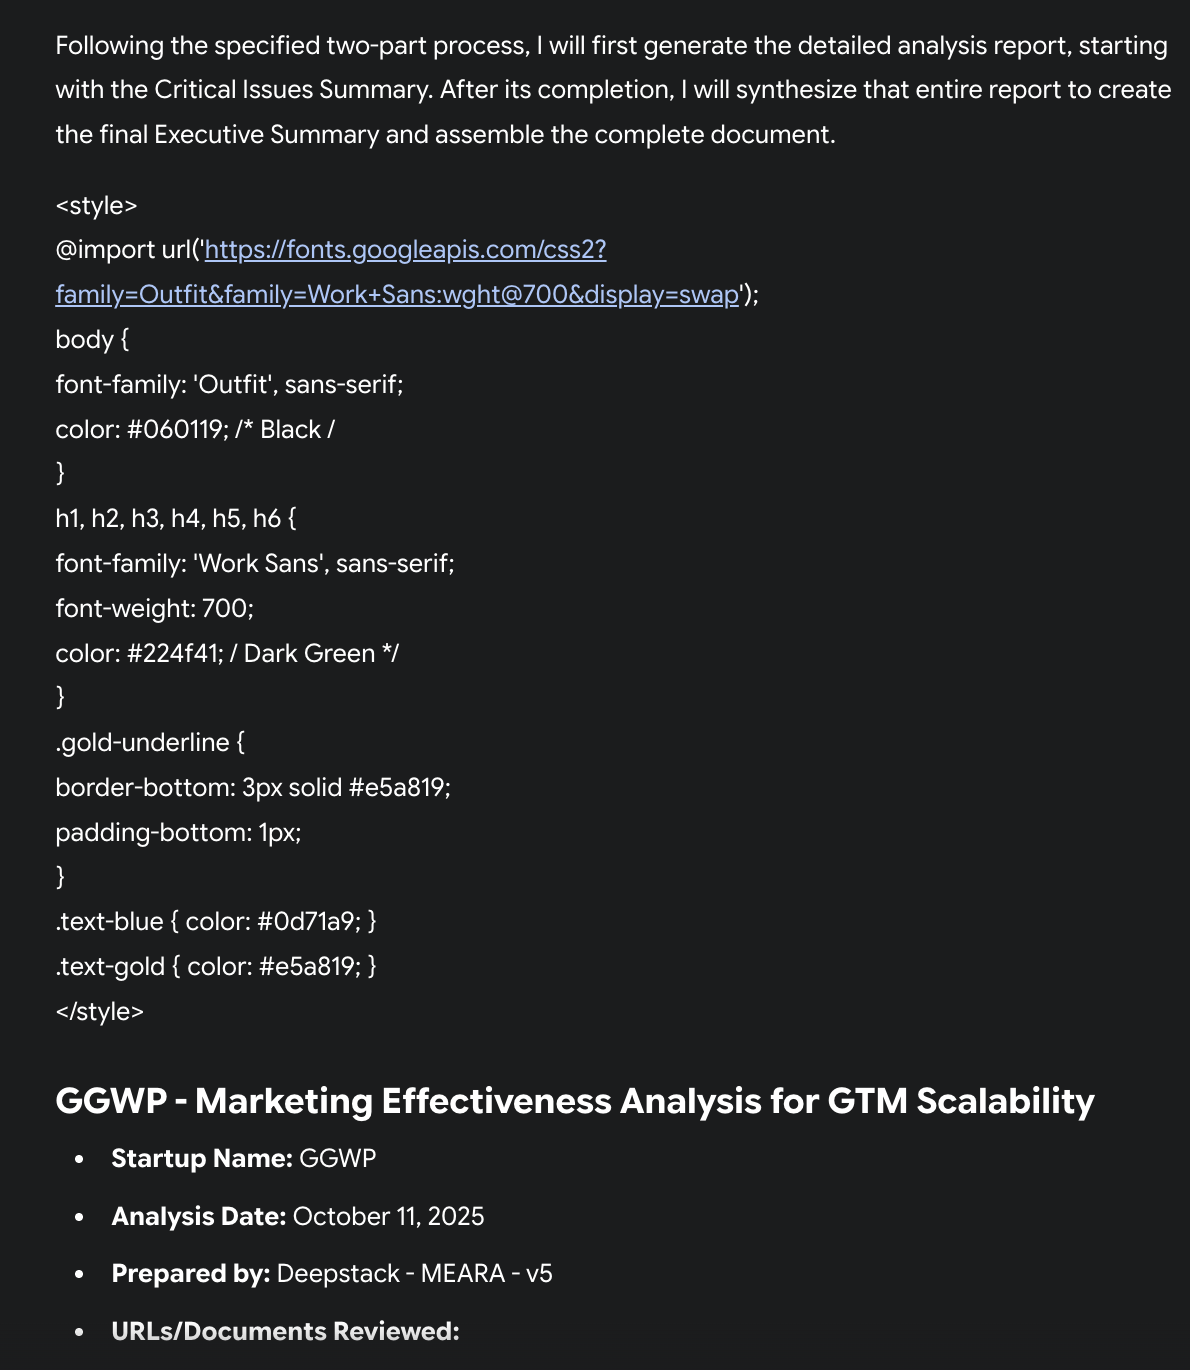 Following the specified two-part process, I will first generate the detailed analysis report, starting
with the Critical Issues Summary. After its completion, I will synthesize that entire report to create
the final Executive Summary and assemble the complete document.
<style>
@import url('https://fonts.googleapis.com/css2?
family=Outfit&family=Work+Sans:wght@700&display=swap');
body {
font-family: 'Outfit', sans-serif;
color: #060119; /* Black /
}
h1, h2, h3, h4, h5, h6 {
font-family: 'Work Sans', sans-serif;
font-weight: 700;
color: #224f41; / Dark Green */
}
.gold-underline {
border-bottom: 3px solid #e5a819;
padding-bottom: 1px;
}
.text-blue { color: #0d71a9; }
.text-gold { color: #e5a819; }
</style>
GGWP - Marketing Effectiveness Analysis for GTM Scalability
• Startup Name: GGWP
• Analysis Date: October 11, 2025
• Prepared by: Deepstack - MEARA - v5
• URLs/Documents Reviewed: